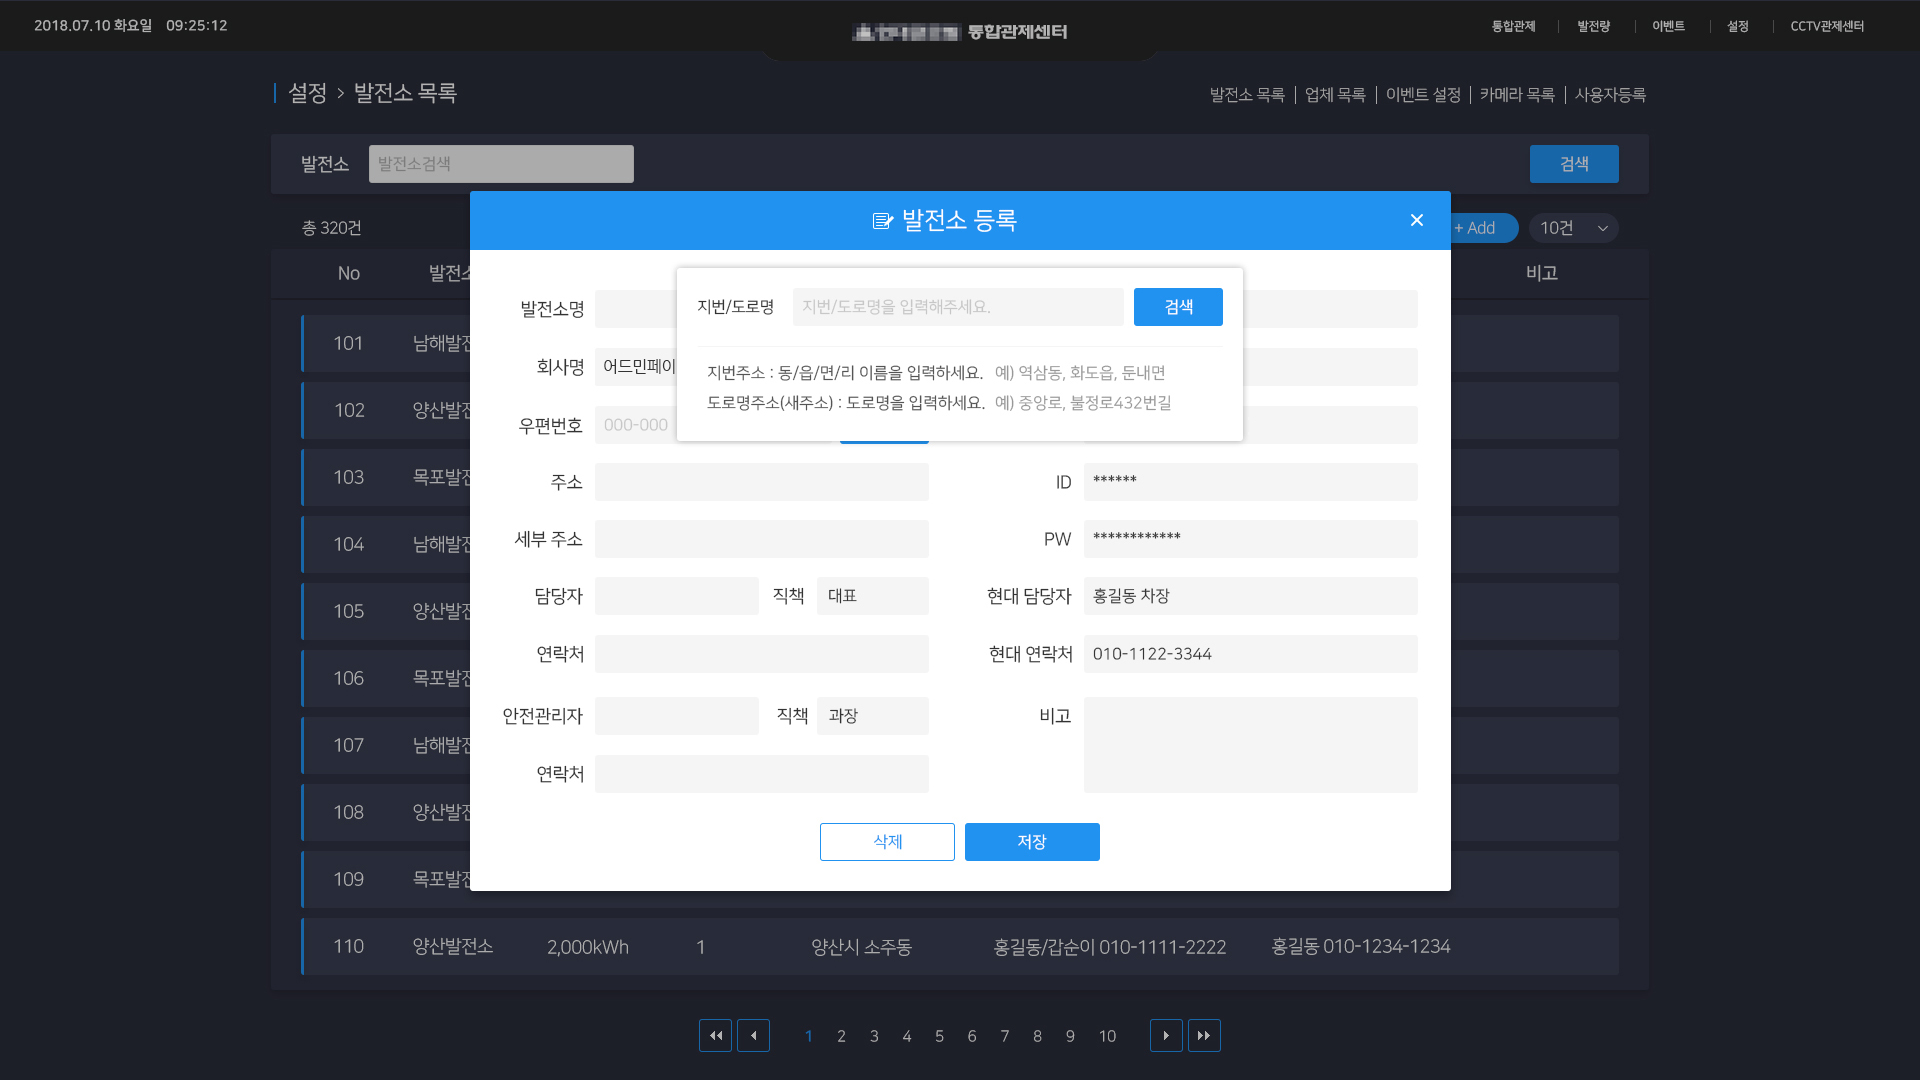 2018.07.10 화요일 09:25:12
통합관제센터
통합관제 발전량 이벤트 설정 CCTV관제센터
설정 > 발전소 목록
발전소 목록 업체 목록 이벤트 설정 카메라 목록 사용자등록
발전소 발전소검색 검색
총 320건 + Add 10건
발전소 등록
No 비고
지번/도로명 지번/도로명을 입력해주세요. 검색
지번주소 : 동/읍/면/리 이름을 입력하세요. 예) 역삼동, 화도읍, 둔내면
도로명주소(새주소) : 도로명을 입력하세요. 예) 중앙로, 불정로432번길
발전소명
회사명 어드민페이
우편번호 000-000
주소 ID ******
세부 주소 PW ************
담당자 직책 대표 현대 담당자 홍길동 차장
연락처 현대 연락처 010-1122-3344
안전관리자 직책 과장 비고
연락처
삭제 저장
101 남해발전
102 양산발전
103 목포발전
104 남해발전
105 양산발전
106 목포발전
107 남해발전
108 양산발전
109 목포발전
110 양산발전소 2,000kWh 1 양산시 소주동 홍길동/갑순이 010-1111-2222 홍길동 010-1234-1234
1 2 3 4 5 6 7 8 9 10